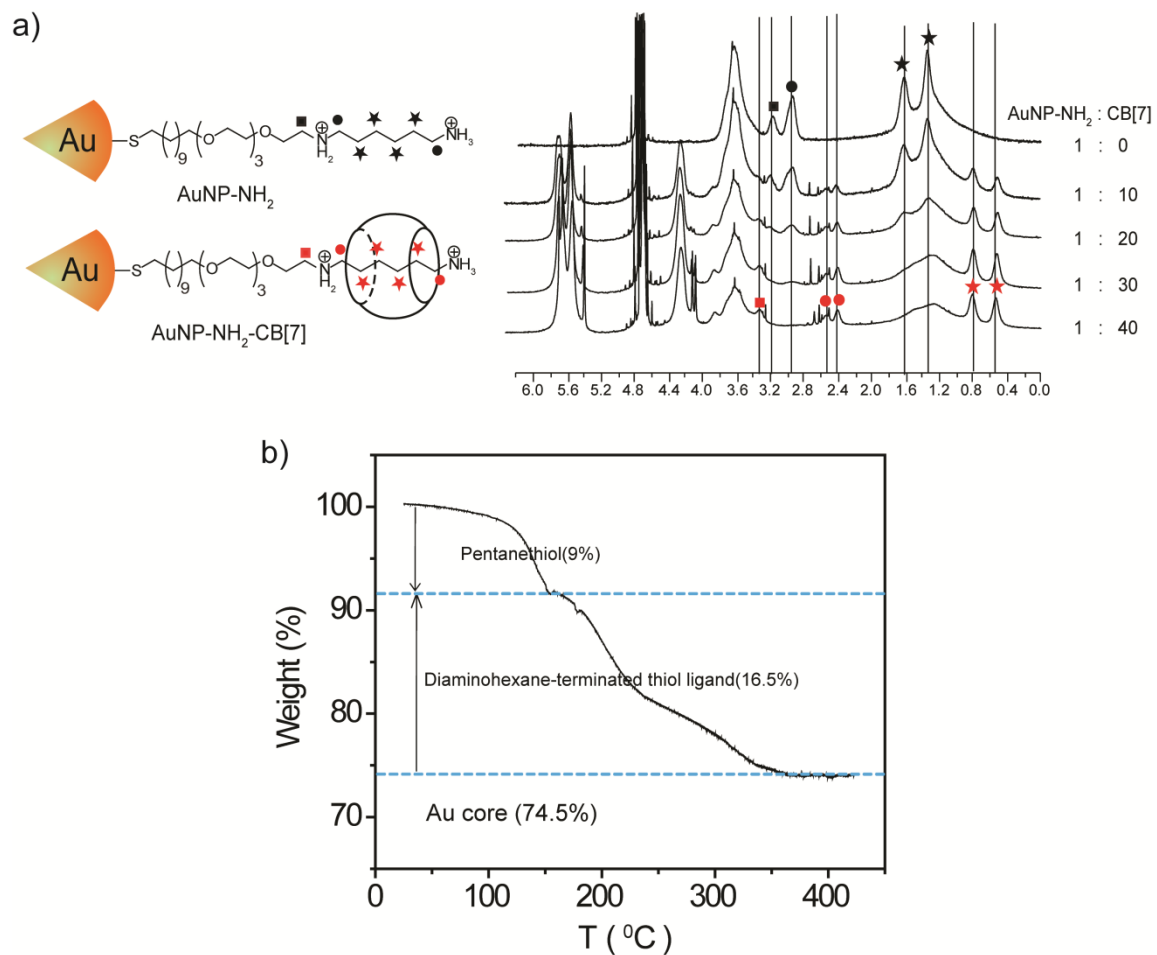 a)
Au
S
9
O
3
O
N
H₂
NH₃
AuNP-NH₂
Au
S
9
O
3
O
N
H₂
NH₃
AuNP-NH₂-CB[7]
AuNP-NH₂ : CB[7]
1 : 0
1 : 10
1 : 20
1 : 30
1 : 40
6.0 5.6 5.2 4.8 4.4 4.0 3.6 3.2 2.8 2.4 2.0 1.6 1.2 0.8 0.4 0.0
b)
Weight (%)
100
90
80
70
Pentanethiol(9%)
Diaminohexane-terminated thiol ligand(16.5%)
Au core (74.5%)
0 100 200 300 400
T ( ⁰C)